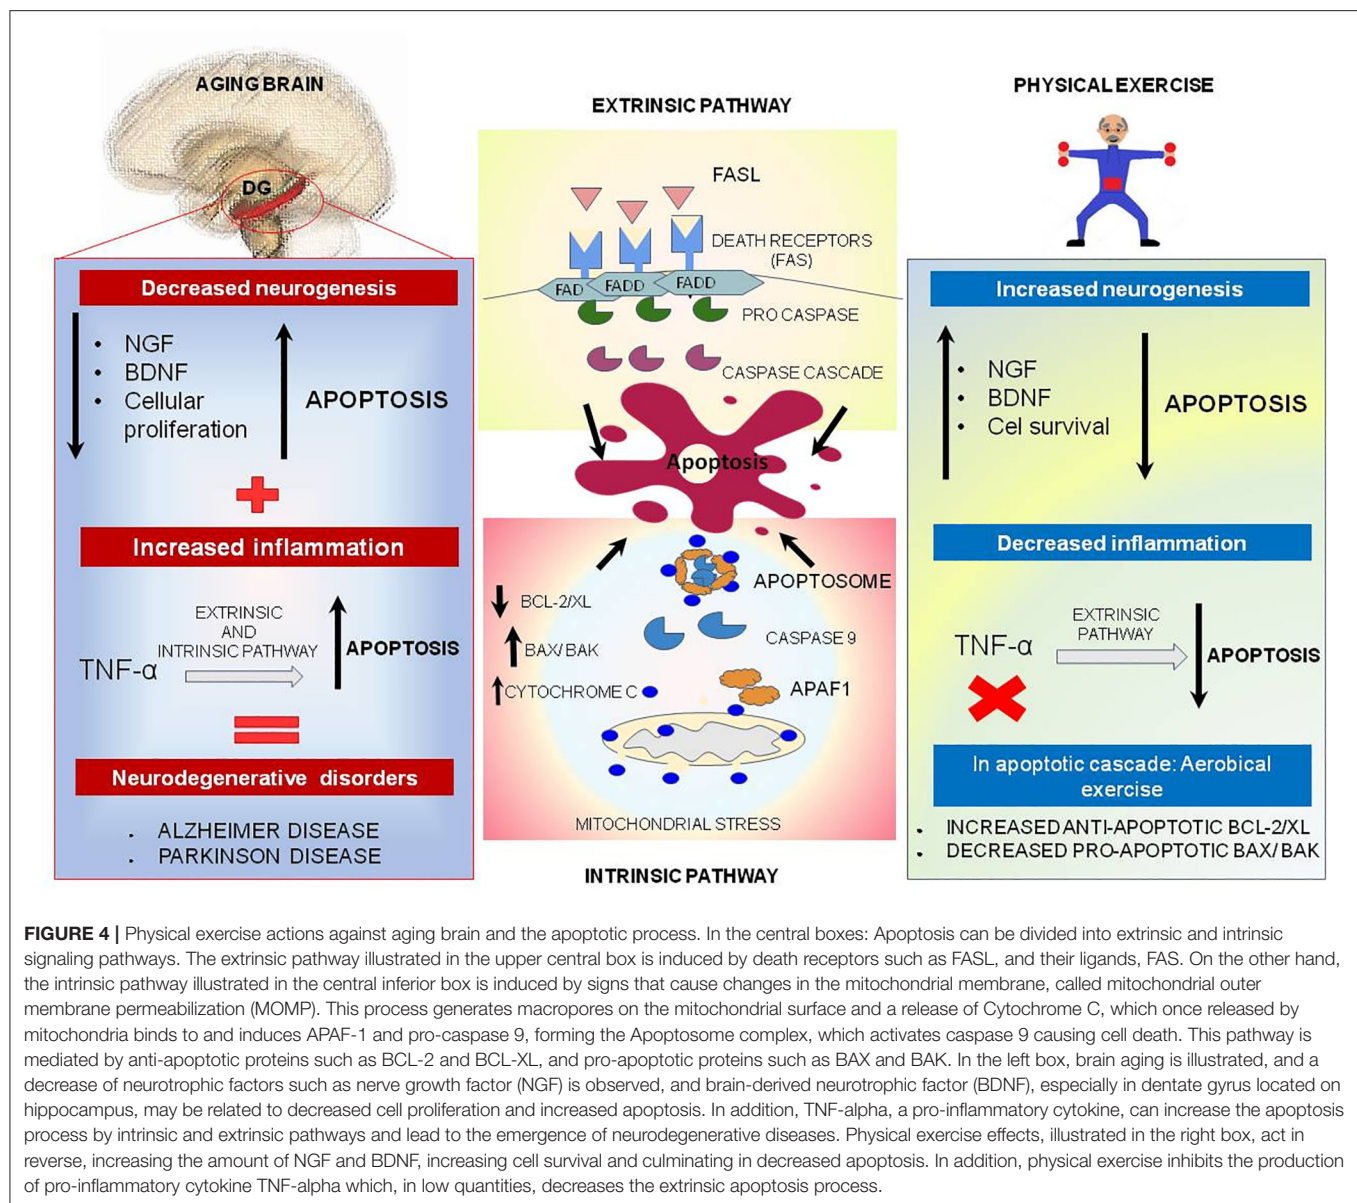 AGING BRAIN
DG
Decreased neurogenesis
• NGF
• BDNF
• Cellular
proliferation
APOPTOSIS
Increased inflammation
EXTRINSIC
AND
INTRINSIC PATHWAY
TNF-α
APOPTOSIS
Neurodegenerative disorders
. ALZHEIMER DISEASE
. PARKINSON DISEASE
EXTRINSIC PATHWAY
FASL
DEATH RECEPTORS
(FAS)
FAD
FADD
FADD
PRO CASPASE
CASPASE CASCADE
Apoptosis
APOPTOSOME
BCL-2/XL
CASPASE 9
BAX/ BAK
CYTOCHROME C
APAF1
MITOCHONDRIAL STRESS
INTRINSIC PATHWAY
PHYSICAL EXERCISE
Increased neurogenesis
• NGF
• BDNF
• Cel survival
APOPTOSIS
Decreased inflammation
EXTRINSIC
PATHWAY
TNF-α
APOPTOSIS
In apoptotic cascade: Aerobical
exercise
. INCREASED ANTI-APOPTOTIC BCL-2/XL
. DECREASED PRO-APOPTOTIC BAX/ BAK
FIGURE 4 | Physical exercise actions against aging brain and the apoptotic process. In the central boxes: Apoptosis can be divided into extrinsic and intrinsic
signaling pathways. The extrinsic pathway illustrated in the upper central box is induced by death receptors such as FASL, and their ligands, FAS. On the other hand,
the intrinsic pathway illustrated in the central inferior box is induced by signs that cause changes in the mitochondrial membrane, called mitochondrial outer
membrane permeabilization (MOMP). This process generates macropores on the mitochondrial surface and a release of Cytochrome C, which once released by
mitochondria binds to and induces APAF-1 and pro-caspase 9, forming the Apoptosome complex, which activates caspase 9 causing cell death. This pathway is
mediated by anti-apoptotic proteins such as BCL-2 and BCL-XL, and pro-apoptotic proteins such as BAX and BAK. In the left box, brain aging is illustrated, and a
decrease of neurotrophic factors such as nerve growth factor (NGF) is observed, and brain-derived neurotrophic factor (BDNF), especially in dentate gyrus located on
hippocampus, may be related to decreased cell proliferation and increased apoptosis. In addition, TNF-alpha, a pro-inflammatory cytokine, can increase the apoptosis
process by intrinsic and extrinsic pathways and lead to the emergence of neurodegenerative diseases. Physical exercise effects, illustrated in the right box, act in
reverse, increasing the amount of NGF and BDNF, increasing cell survival and culminating in decreased apoptosis. In addition, physical exercise inhibits the production
of pro-inflammatory cytokine TNF-alpha which, in low quantities, decreases the extrinsic apoptosis process.